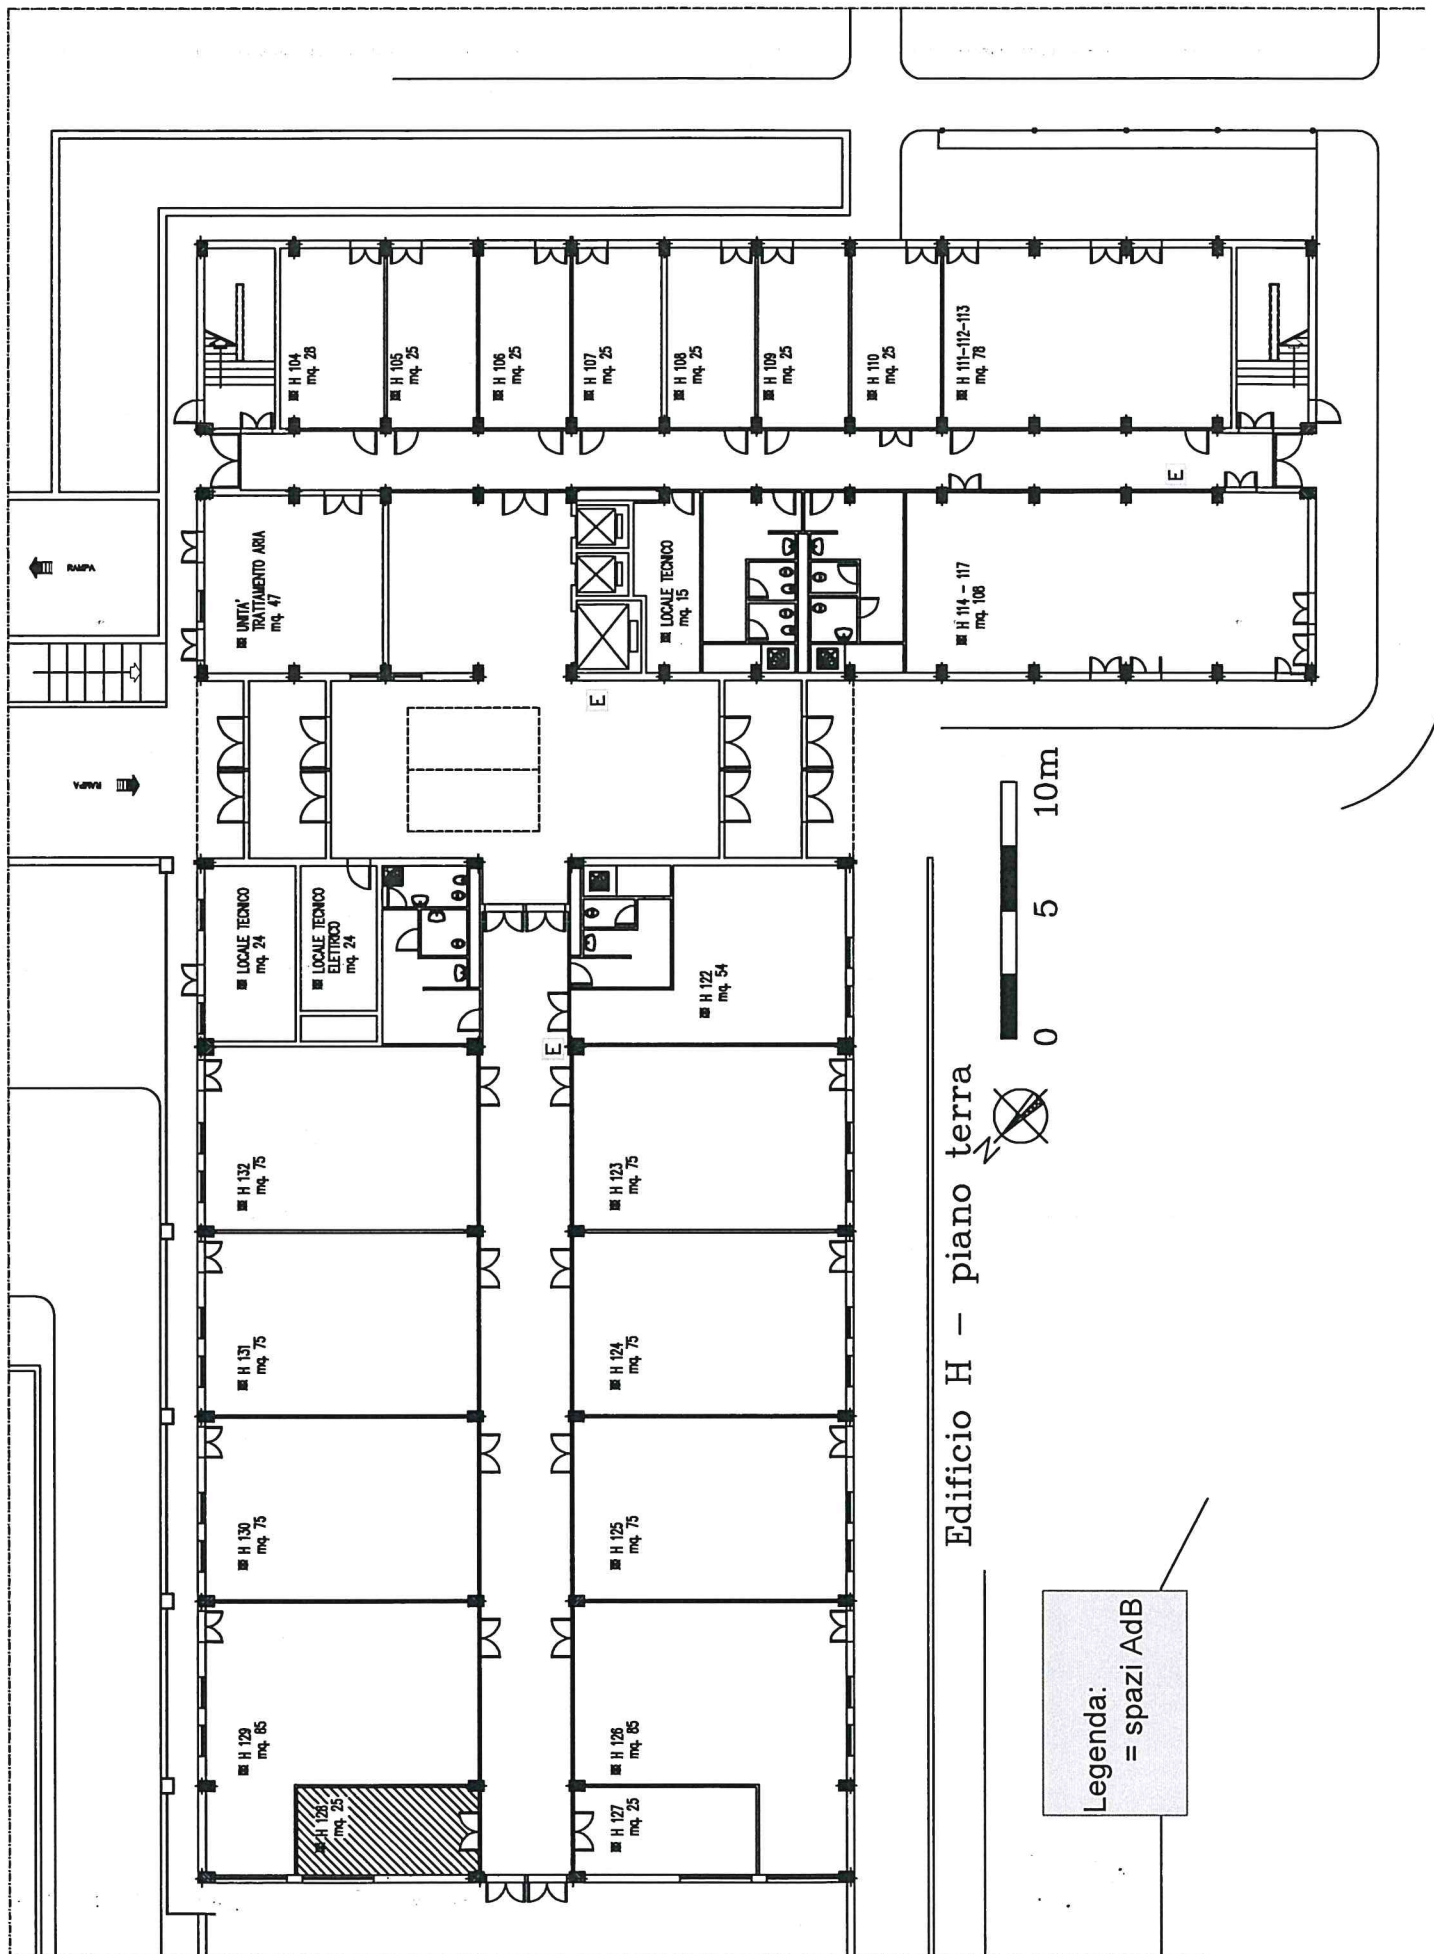 RAMPA
RAMPA
UNITA'
TRATTAMENTO ARIA
mq. 47
H 104
mq. 28
H 105
mq. 25
H 106
mq. 25
H 107
mq. 25
H 108
mq. 25
H 109
mq. 25
H 110
mq. 25
H 111-112-113
mq. 78
LOCALE TECNICO
mq. 15
H 114 - 117
mq. 108
E
E
E
LOCALE TECNICO
mq. 24
LOCALE TECNICO
ELETTRICO
mq. 24
H 122
mq. 54
H 132
mq. 75
H 123
mq. 75
H 131
mq. 75
H 124
mq. 75
H 130
mq. 75
H 125
mq. 75
H 129
mq. 85
H 126
mq. 85
H 128
mq. 25
H 127
mq. 25
Edificio H - piano terra
N
0 5 10m
Legenda:
= spazi AdB